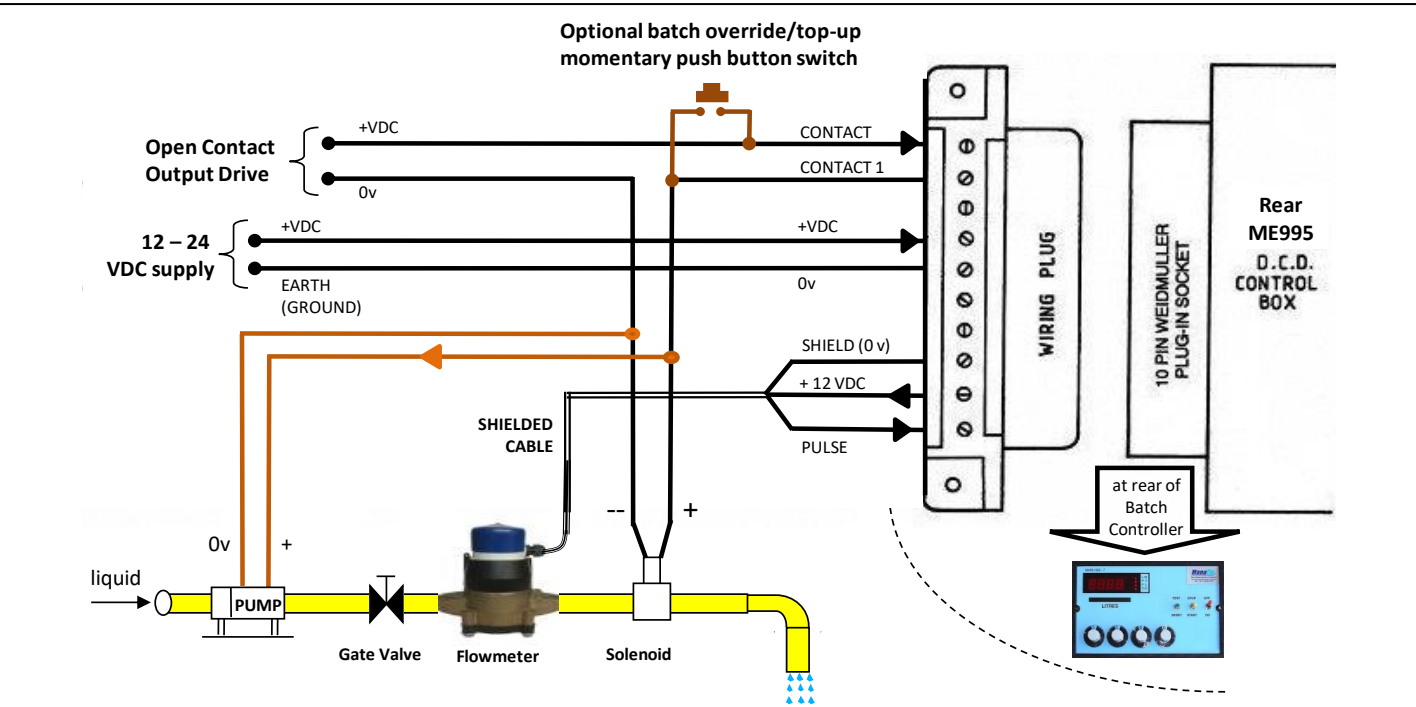 Optional batch override/top-up
momentary push button switch
Open Contact
Output Drive
+VDC
0v
CONTACT
CONTACT 1
12 – 24
VDC supply
+VDC
EARTH
(GROUND)
+VDC
0v
SHIELD (0 v)
+ 12 VDC
PULSE
SHIELDED
CABLE
WIRING PLUG
10 PIN WEIDMULLER
PLUG-IN SOCKET
Rear
ME995
D.C.D.
CONTROL
BOX
at rear of
Batch
Controller
--
+
0v
+
liquid
PUMP
Gate Valve
Flowmeter
Solenoid
LITRES